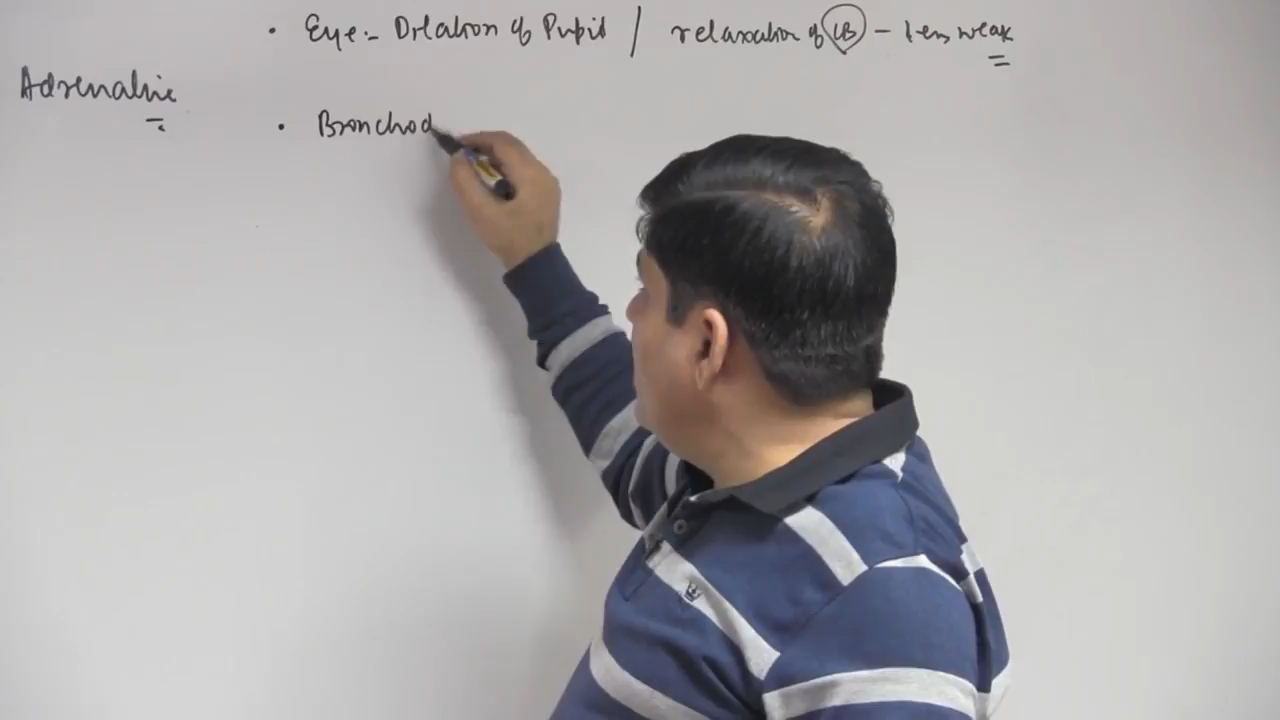 • Eye:- Dilation of Pupil / relaxation of CB - lens weak
Adrenaline
• Bronchod